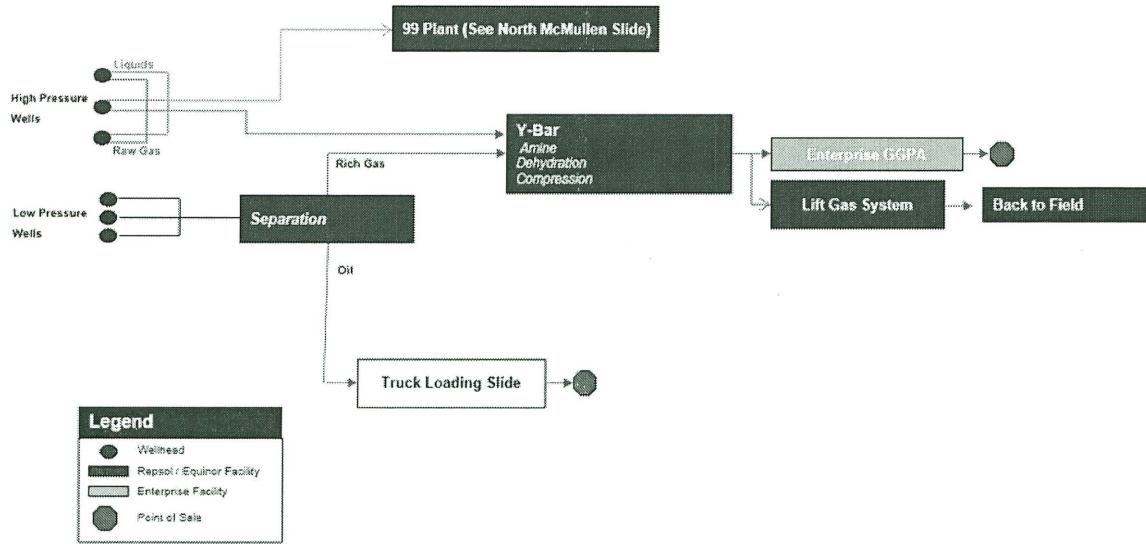 99 Plant (See North McMullen Slide)
Liquids
High Pressure
Wells
Raw Gas
Y-Bar
Amine
Dehydration
Compression
Rich Gas
Enterprise GGPA
Low Pressure
Wells
Separation
Lift Gas System
Back to Field
Oil
Truck Loading Slide
Legend
Wellhead
Repsol / Equinor Facility
Enterprise Facility
Point of Sale